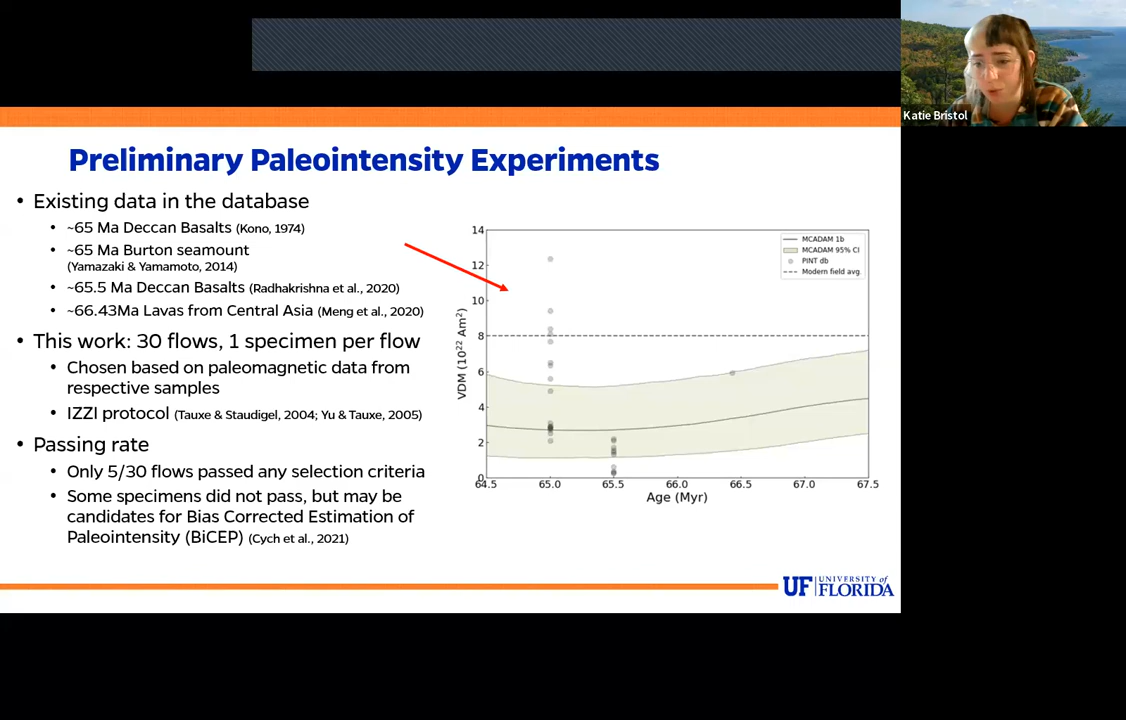 Katie Bristol
Preliminary Paleointensity Experiments
• Existing data in the database
• ~65 Ma Deccan Basalts (Kono, 1974)
• ~65 Ma Burton seamount
(Yamazaki & Yamamoto, 2014)
• ~65.5 Ma Deccan Basalts (Radhakrishna et al., 2020)
• ~66.43Ma Lavas from Central Asia (Meng et al., 2020)
• This work: 30 flows, 1 specimen per flow
• Chosen based on paleomagnetic data from
respective samples
• IZZI protocol (Tauxe & Staudigel, 2004; Yu & Tauxe, 2005)
• Passing rate
• Only 5/30 flows passed any selection criteria
• Some specimens did not pass, but may be
candidates for Bias Corrected Estimation of
Paleointensity (BiCEP) (Cych et al., 2021)
MCADAM 1b
MCADAM 95% CI
PINT db
Modern field avg.
14
12
10
8
6
4
2
0
VDM (10²² Am²)
64.5 65.0 65.5 66.0 66.5 67.0 67.5
Age (Myr)
UF UNIVERSITY of
FLORIDA